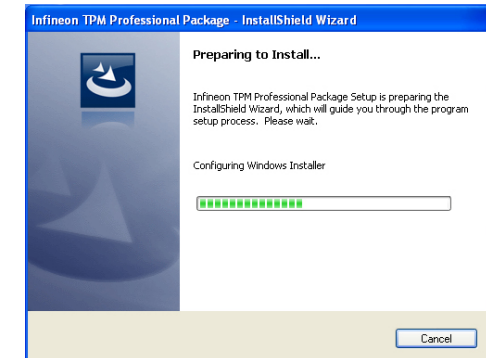 Infineon TPM Professional Package - InstallShield Wizard
Preparing to Install...
Infineon TPM Professional Package Setup is preparing the
InstallShield Wizard, which will guide you through the program
setup process. Please wait.
Configuring Windows Installer
Cancel